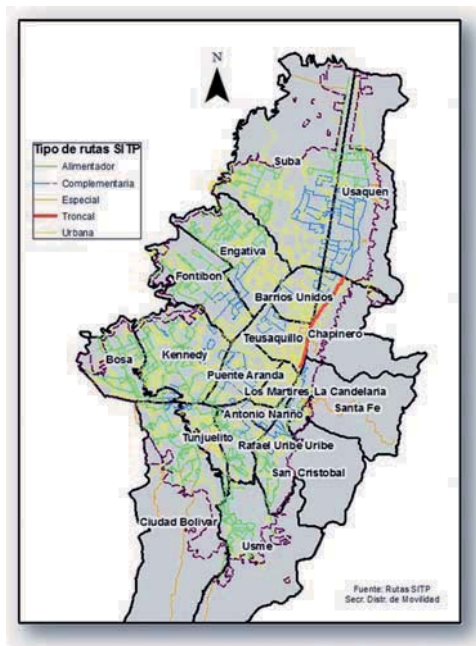 N
Tipo de rutas SITP
Alimentador
Complementaria
Especial
Troncal
Urbana
Suba
Usaquen
Engativa
Fontibon
Barrios Unidos
Teusaquillo
Chapinero
Bosa
Kennedy
Puente Aranda
Los Martires
La Candelaria
Santa Fe
Antonio Nariño
Tunjuelito
Rafael Uribe Uribe
San Cristobal
Ciudad Bolivar
Usme
Fuente: Rutas SITP
Secr. Distr. de Movilidad